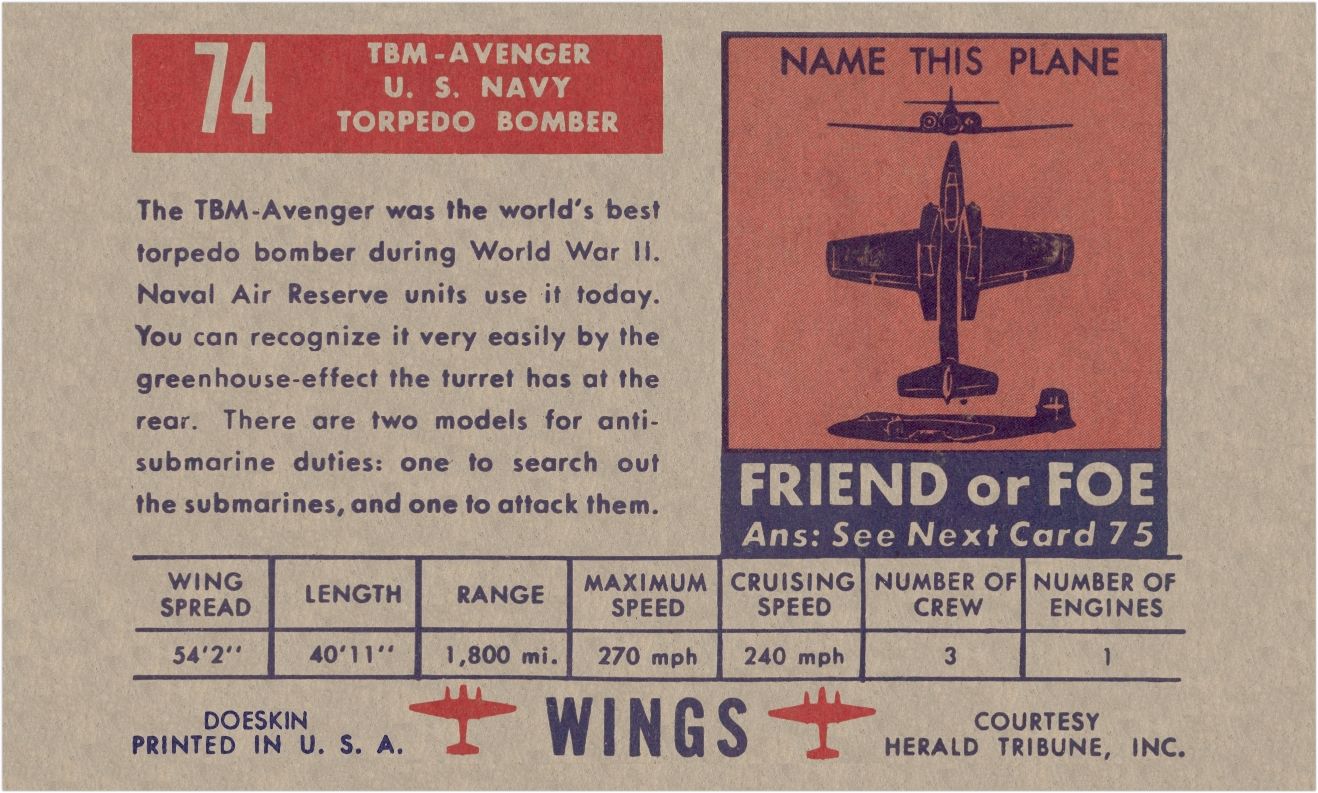 74
TBM-AVENGER
U. S. NAVY
TORPEDO BOMBER
The TBM-Avenger was the world's best
torpedo bomber during World War II.
Naval Air Reserve units use it today.
You can recognize it very easily by the
greenhouse-effect the turret has at the
rear. There are two models for anti-
submarine duties: one to search out
the submarines, and one to attack them.
NAME THIS PLANE
FRIEND or FOE
Ans: See Next Card 75
WING SPREAD
LENGTH
RANGE
MAXIMUM SPEED
CRUISING SPEED
NUMBER OF CREW
NUMBER OF ENGINES
54'2"
40'11"
1,800 mi.
270 mph
240 mph
3
1
DOESKIN
PRINTED IN U. S. A.
WINGS
COURTESY
HERALD TRIBUNE, INC.